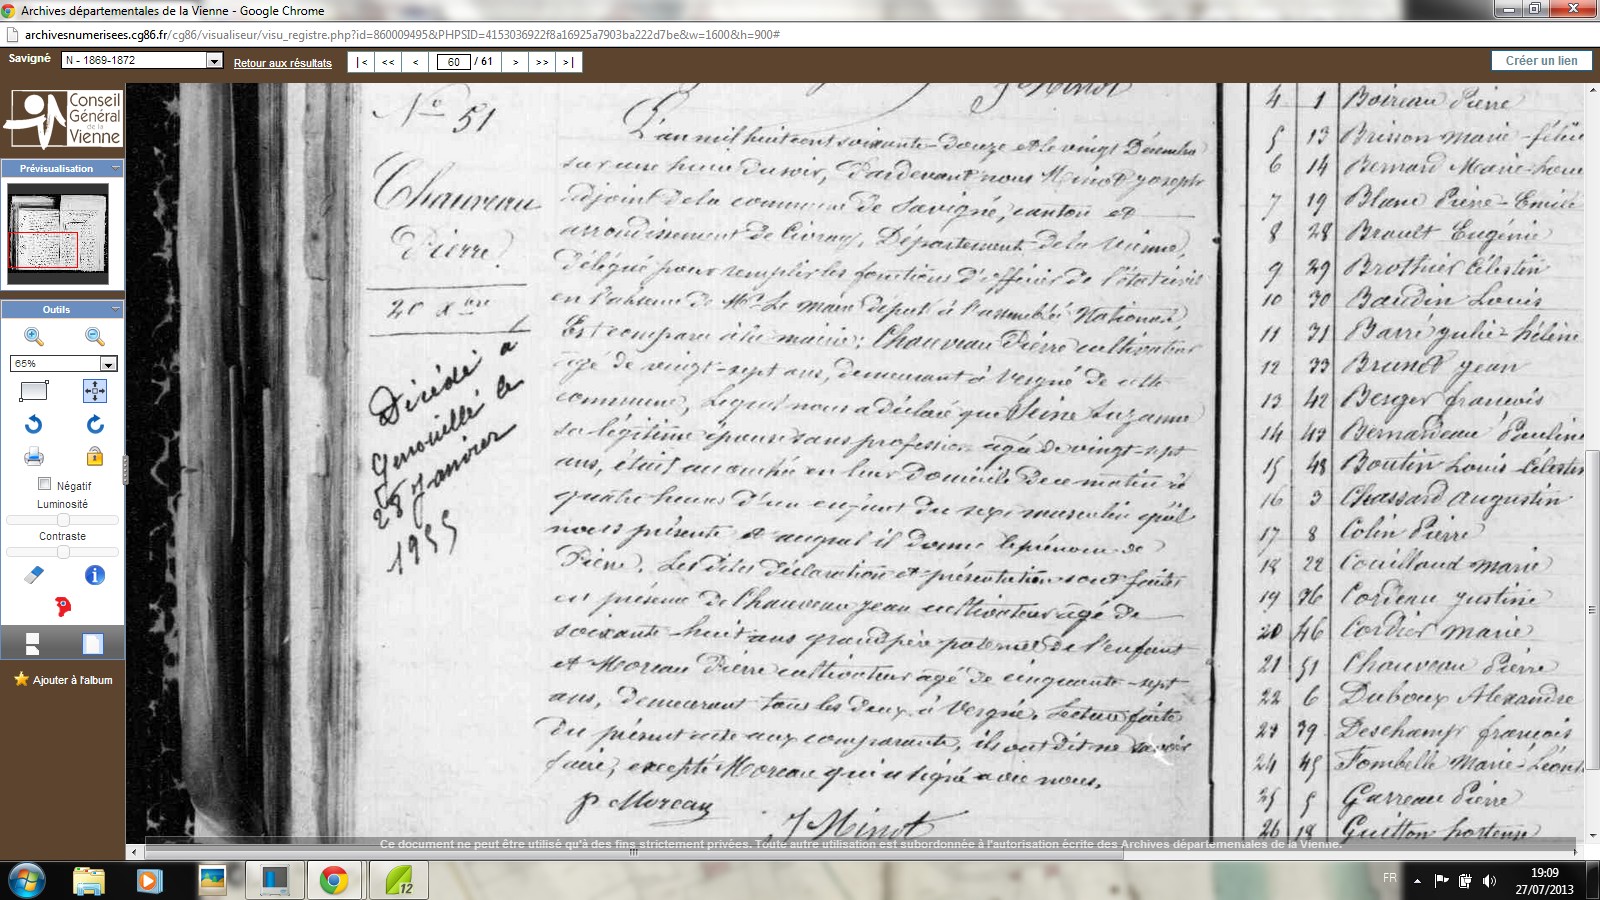 Archives départementales de la Vienne - Google Chrome
archivesnumerisees.cg86.fr/cg86/visualiseur/visu_registre.php?id=860009495&PHPSID=4153036922f8a16925a7903ba222d7be&w=1600&h=900#
Savigné
N - 1869-1872
Retour aux résultats
|<
<<
<
60 / 61
>
>>
>|
Créer un lien
Conseil
Général
de la
Vienne
Prévisualisation
Outils
65%
Négatif
Luminosité
Contraste
Ajouter à l'album
No 51
Chauveau
Pierre.
20 Xbre
Décédé a
Genouillé le
28 Janvier
1955
J Minot
L'an mil huit cent soixante-douze et le vingt Décembre
sur une heure du soir, Pardevant nous Minot Joseph
adjoint de la commune de Savigné, canton et
arrondissement de Civray, Département de la Vienne,
délégué pour remplir les fonctions d'officier de l'état civil
en l'absence de Mr Le Maire député à l'assemblée Nationale,
Est comparu à la mairie: Chauveau Pierre cultivateur
âgé de vingt-sept ans, demeurant à Vergné de cette
commune, Lequel nous a déclaré que Seine Suzanne
sa légitime épouse sans profession agée de vingt-sept
ans, était accouchée en leur domicile de ce matin à
quatre heures d'un enfant du sexe masculin qu'il
nous présente et auquel il donne le prénom de
Pierre. Les dites déclaration et présentation sont faites
en présence de Chauveau Jean cultivateur agé de
soixante-huit ans grand père paternel de l'enfant
et Moreau Pierre cultivateur agé de cinquante-sept
ans, demeurant tous les deux à Vergné. Lecture faite
du présent acte aux comparants, ils ont dit ne savoir
faire, excepté Moreau qui a signé avec nous.
p Moreau
J Minot
4 1 Boireau Pierre
5 13 Brisson Marie-féli
6 14 Bernard Marie-Loui
7 19 Blanc Pierre-Emile
8 28 Brault Eugénie
9 29 Brothier Célestin
10 30 Baudin Louis
11 31 Barré Julie-hélène
12 33 Brunet Jean
13 42 Berger françois
14 43 Bernardeau Pauline
15 48 Boutin Louis-Célestin
16 3 Chassard Augustin
17 8 Colin Pierre
18 22 Couillaud marie
19 36 Cordeau Justine
20 46 Cordier marie
21 51 Chauveau Pierre
22 6 Duboux Alexandre
23 39 Deschamp françois
24 45 Fombelle Marie-Léon
25 5 Garreau Pierre
26 18 Guitton hortense
Ce document ne peut être utilisé qu'à des fins strictement privées. Toute autre utilisation est subordonnée à l'autorisation écrite des Archives départementales de la Vienne.
12
FR
19:09
27/07/2013